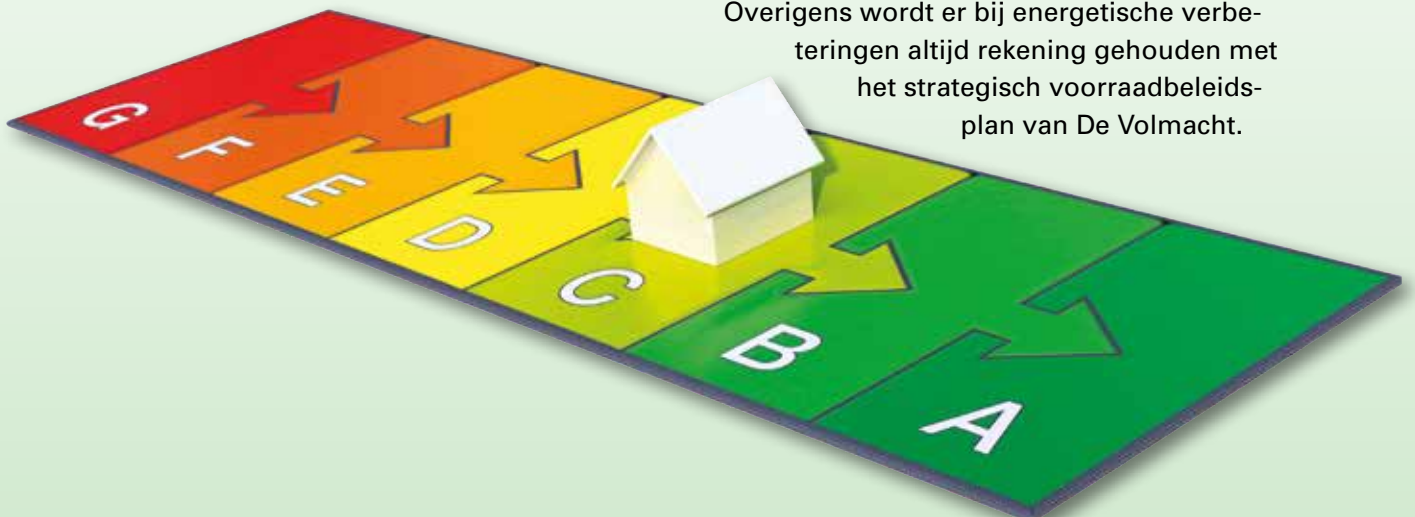 Overigens wordt er bij energetische verbe-
teringen altijd rekening gehouden met
het strategisch voorraadbeleids-
plan van De Volmacht.
G
F
E
D
C
B
A